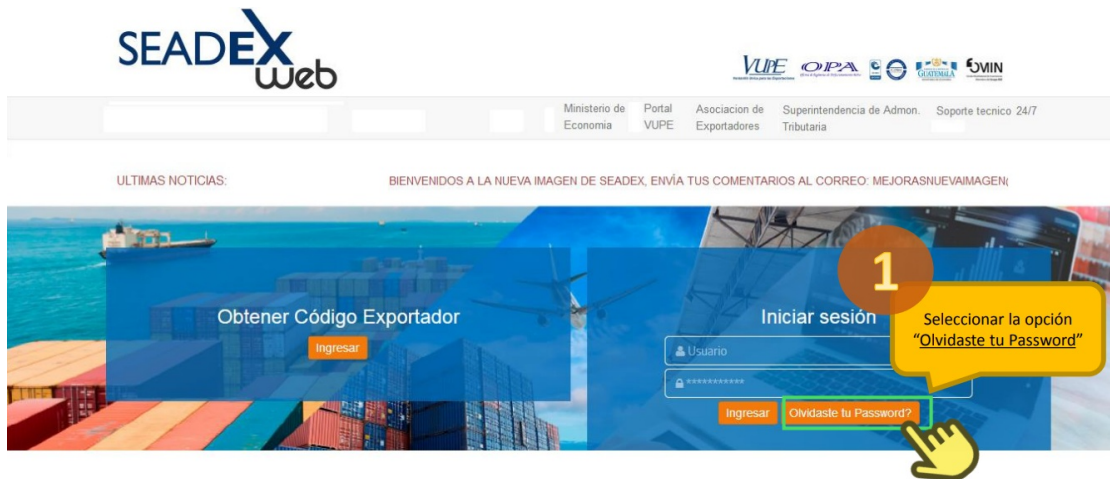 SEADEX
web
VUPE OPA GUATEMALA OMIN
Ministerio de Economia
Portal VUPE
Asociacion de Exportadores
Superintendencia de Admon. Tributaria
Soporte tecnico 24/7
ULTIMAS NOTICIAS:
BIENVENIDOS A LA NUEVA IMAGEN DE SEADEX, ENVÍA TUS COMENTARIOS AL CORREO: MEJORASNUEVAIMAGEN(
1
Seleccionar la opción
“Olvidaste tu Password”
Obtener Código Exportador
Ingresar
Iniciar sesión
Usuario
***********
Ingresar
Olvidaste tu Password?